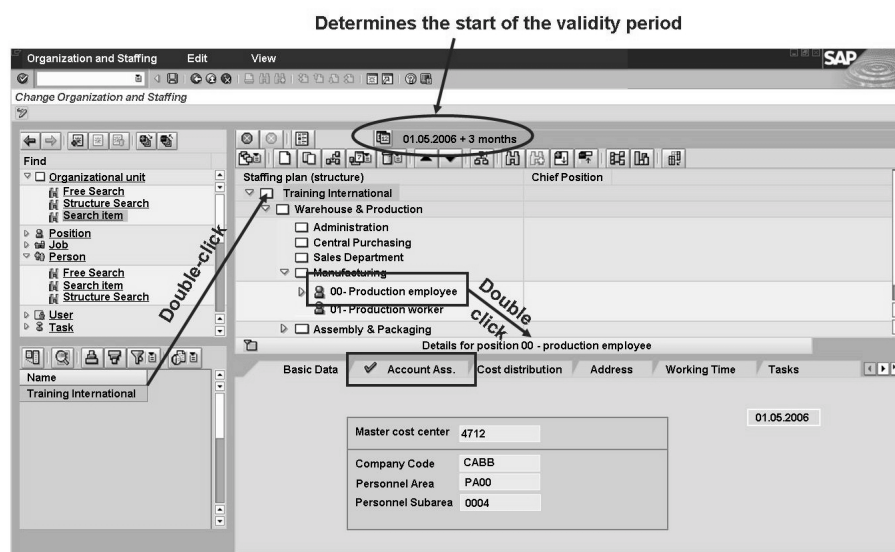 Determines the start of the validity period
Organization and Staffing Edit View
SAP
Change Organization and Staffing
01.05.2006 + 3 months
Find
Organizational unit
Free Search
Structure Search
Search item
Position
Job
Person
Free Search
Search item
Structure Search
User
Task
Double-click
Name
Training International
Staffing plan (structure) Chief Position
Training International
Warehouse & Production
Administration
Central Purchasing
Sales Department
Manufacturing
00- Production employee
01- Production worker
Assembly & Packaging
Double
click
Details for position 00 - production employee
Basic Data Account Ass. Cost distribution Address Working Time Tasks
01.05.2006
Master cost center 4712
Company Code CABB
Personnel Area PA00
Personnel Subarea 0004